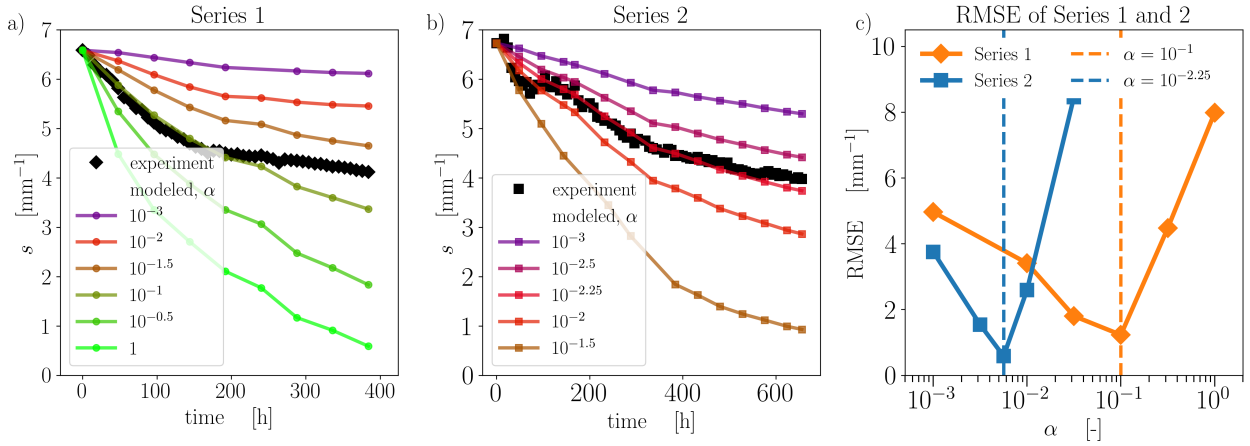 a)
Series 1
7
6
5
4
3
2
1
0
s [mm⁻¹]
experiment
modeled, α
10⁻³
10⁻²
10⁻¹·⁵
10⁻¹
10⁻⁰·⁵
1
0 100 200 300 400
time [h]
b)
Series 2
7
6
5
4
3
2
1
0
s [mm⁻¹]
experiment
modeled, α
10⁻³
10⁻²·⁵
10⁻²·²⁵
10⁻²
10⁻¹·⁵
0 200 400 600
time [h]
c)
RMSE of Series 1 and 2
10
8
6
4
2
0
RMSE [mm⁻¹]
Series 1
Series 2
α = 10⁻¹
α = 10⁻²·²⁵
10⁻³ 10⁻² 10⁻¹ 10⁰
α [-]